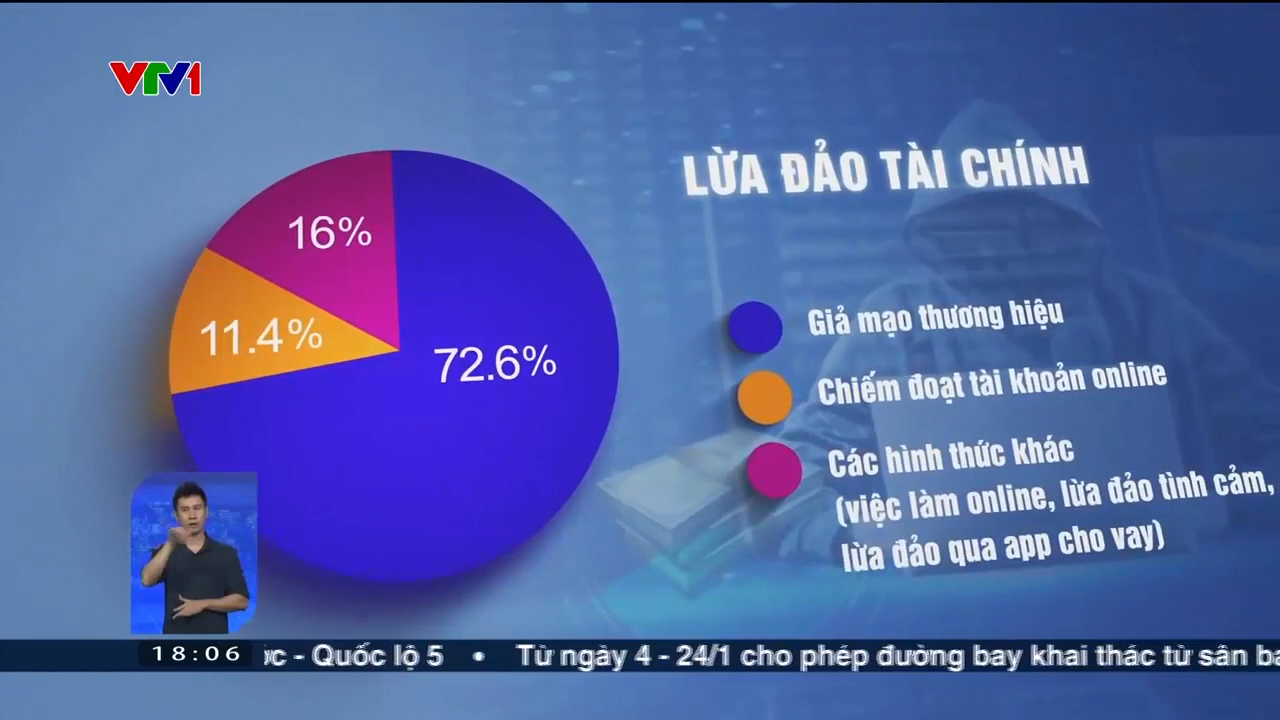 VTV1
LỪA ĐẢO TÀI CHÍNH
16%
11.4%
72.6%
Giả mạo thương hiệu
Chiếm đoạt tài khoản online
Các hình thức khác
(việc làm online, lừa đảo tình cảm,
lừa đảo qua app cho vay)
18:06 - Quốc lộ 5 • Từ ngày 4 - 24/1 cho phép đường bay khai thác từ sân